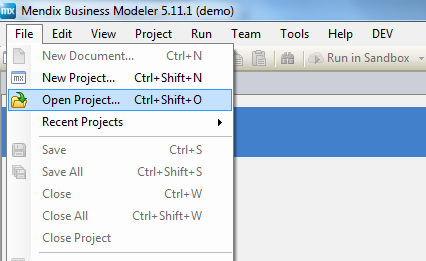 mx Mendix Business Modeler 5.11.1 (demo)
File Edit View Project Run Team Tools Help DEV
New Document... Ctrl+N
mx New Project... Ctrl+Shift+N
Open Project... Ctrl+Shift+O
Recent Projects
Save Ctrl+S
Save All Ctrl+Shift+S
Close Ctrl+W
Close All Ctrl+Shift+W
Close Project
Run in Sandbox